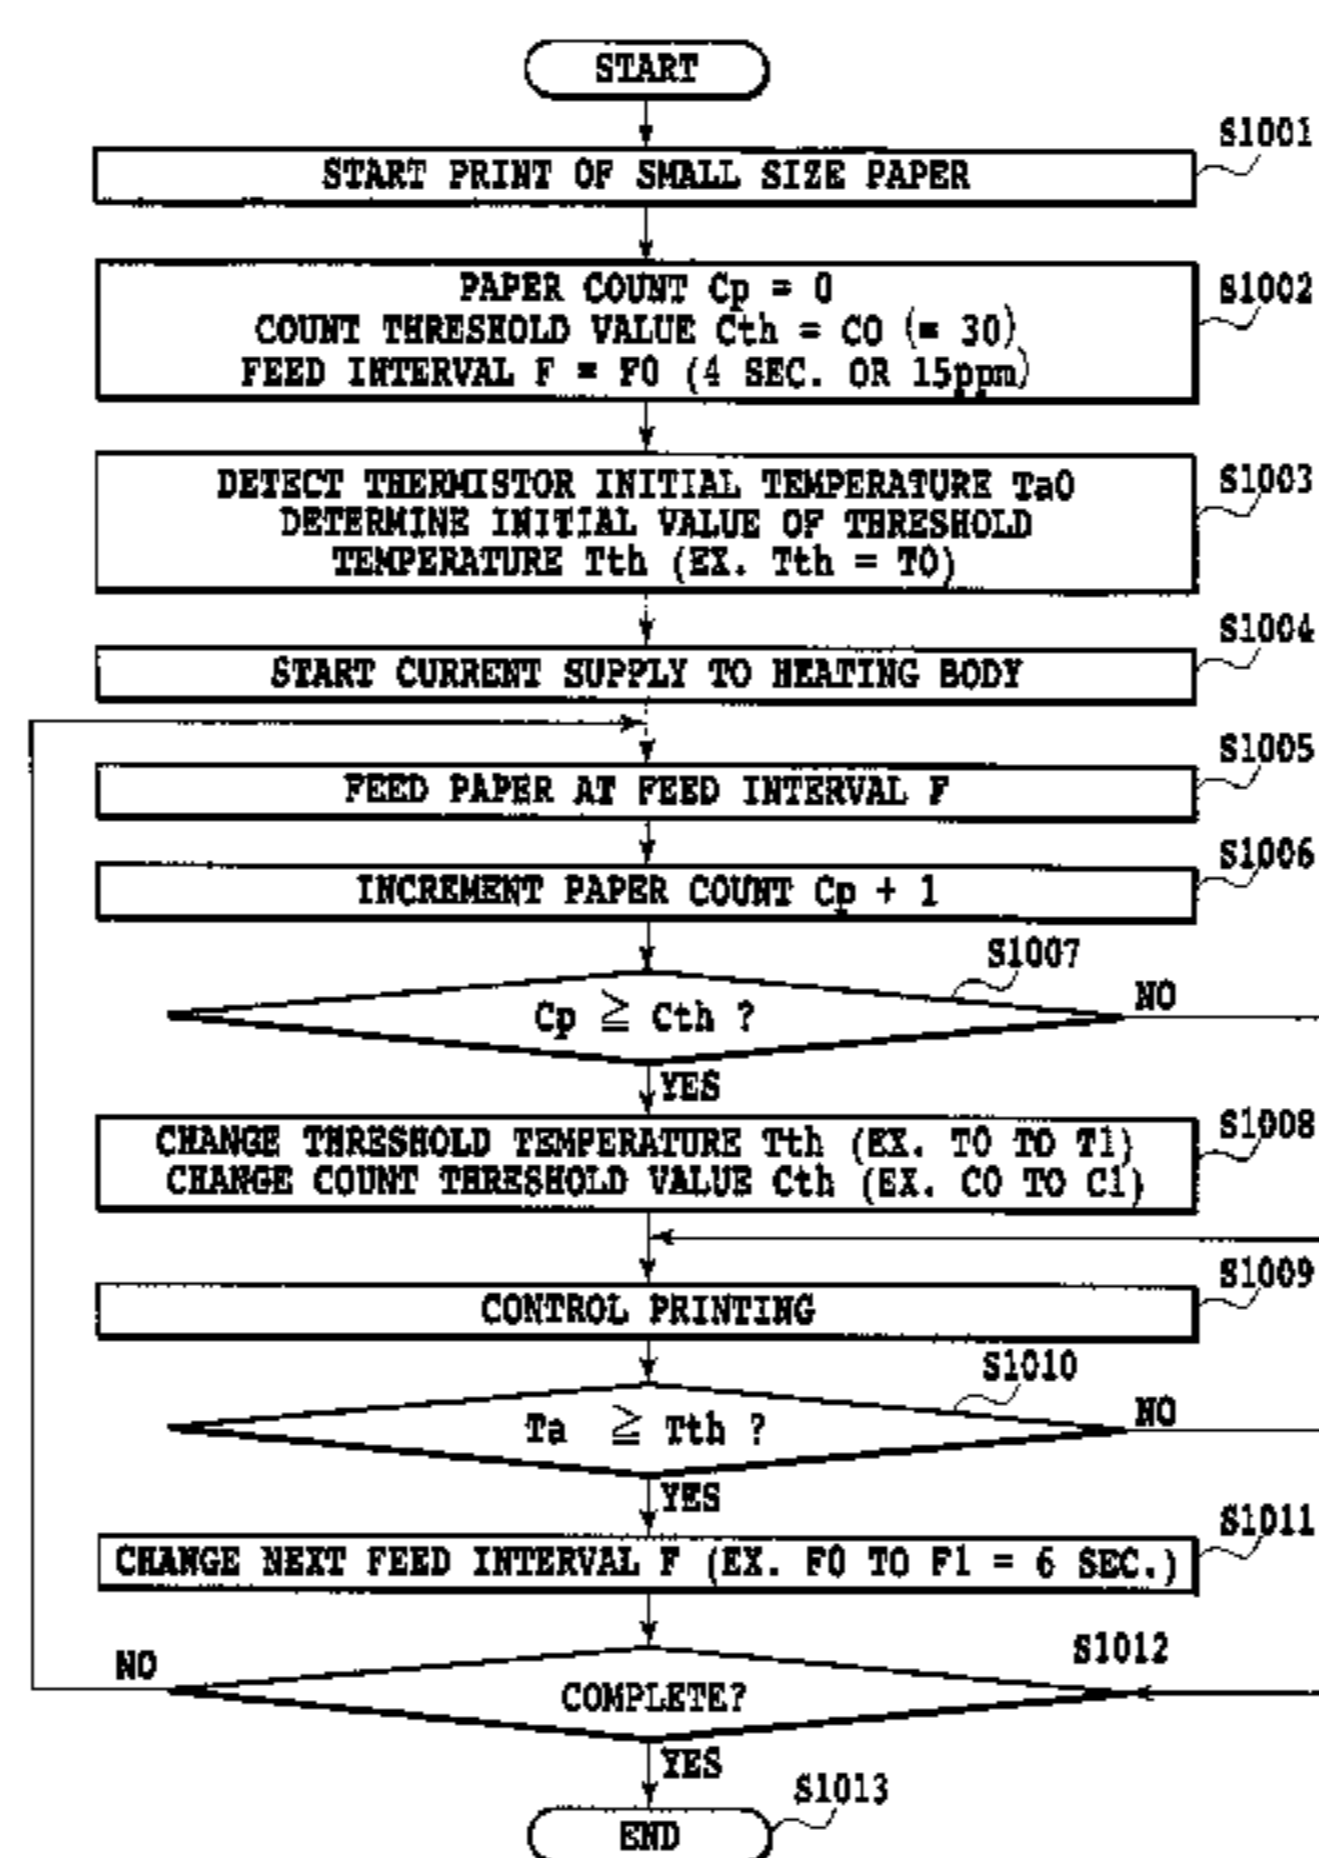 START
S1001
START PRINT OF SMALL SIZE PAPER
S1002
PAPER COUNT Cp = 0
COUNT THRESHOLD VALUE Cth = C0 (= 30)
FEED INTERVAL F = F0 (4 SEC. OR 15ppm)
S1003
DETECT THERMISTOR INITIAL TEMPERATURE Ta0
DETERMINE INITIAL VALUE OF THRESHOLD
TEMPERATURE Tth (EX. Tth = T0)
S1004
START CURRENT SUPPLY TO HEATING BODY
S1005
FEED PAPER AT FEED INTERVAL F
S1006
INCREMENT PAPER COUNT Cp + 1
S1007
Cp ≧ Cth ?
NO
YES
S1008
CHANGE THRESHOLD TEMPERATURE Tth (EX. T0 TO T1)
CHANGE COUNT THRESHOLD VALUE Cth (EX. C0 TO C1)
S1009
CONTROL PRINTING
S1010
Ta ≧ Tth ?
NO
YES
S1011
CHANGE NEXT FEED INTERVAL F (EX. F0 TO F1 = 6 SEC.)
S1012
NO
COMPLETE?
YES
S1013
END